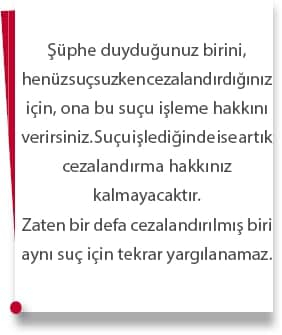 Şüphe duyduğunuz birini,
henüzsuçsuzkencezalandırdığınız
için, ona bu suçu işleme hakkını
verirsiniz.Suçuişlediğindeiseartık
cezalandırma hakkınız
kalmayacaktır.
Zaten bir defa cezalandırılmış biri
aynı suç için tekrar yargılanamaz.